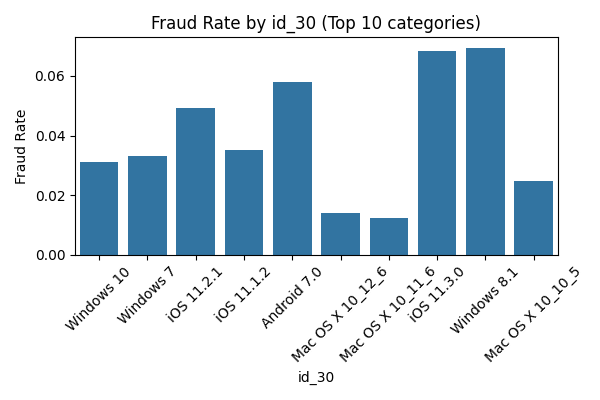 Fraud Rate by id_30 (Top 10 categories)
Fraud Rate
0.06
0.04
0.02
0.00
Windows 10
Windows 7
iOS 11.2.1
iOS 11.1.2
Android 7.0
Mac OS X 10_12_6
Mac OS X 10_11_6
iOS 11.3.0
Windows 8.1
Mac OS X 10_10_5
id_30